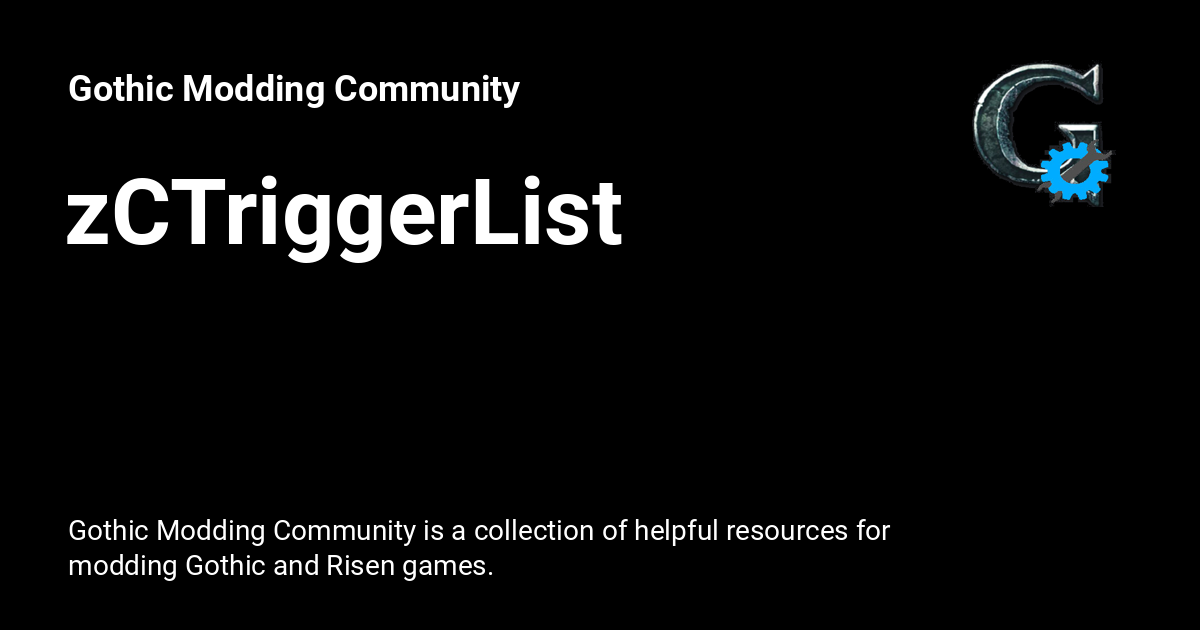 Gothic Modding Community
zCTriggerList
Gothic Modding Community is a collection of helpful resources for
modding Gothic and Risen games.